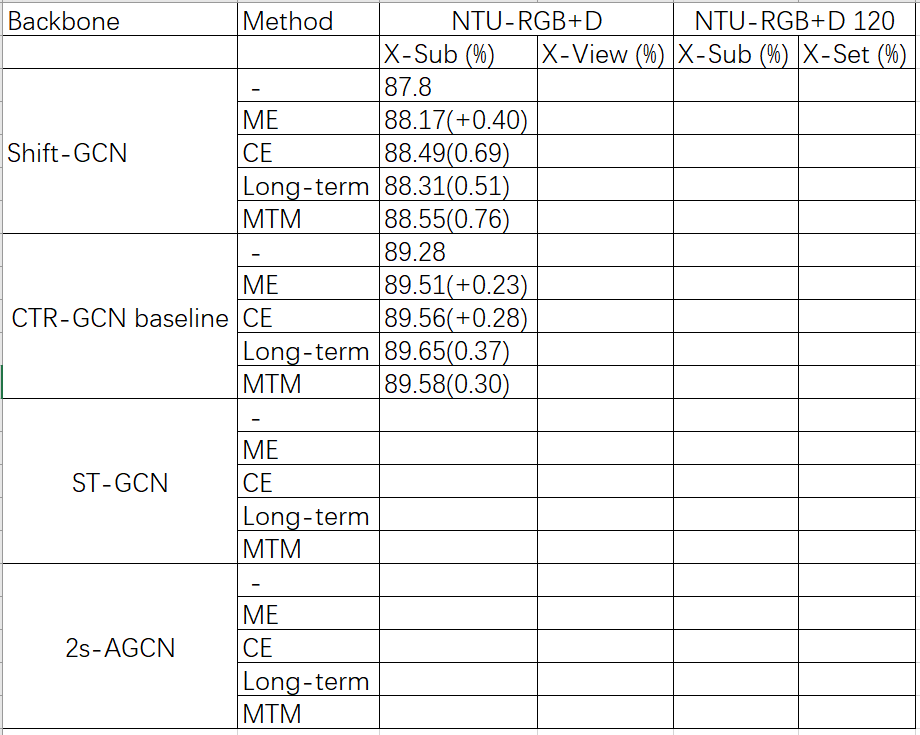 Backbone Method NTU-RGB+D NTU-RGB+D 120
X-Sub (%) X-View (%) X-Sub (%) X-Set (%)
- 87.8
ME 88.17(+0.40)
Shift-GCN CE 88.49(0.69)
Long-term 88.31(0.51)
MTM 88.55(0.76)
- 89.28
ME 89.51(+0.23)
CTR-GCN baseline CE 89.56(+0.28)
Long-term 89.65(0.37)
MTM 89.58(0.30)
-
ME
ST-GCN CE
Long-term
MTM
-
ME
2s-AGCN CE
Long-term
MTM